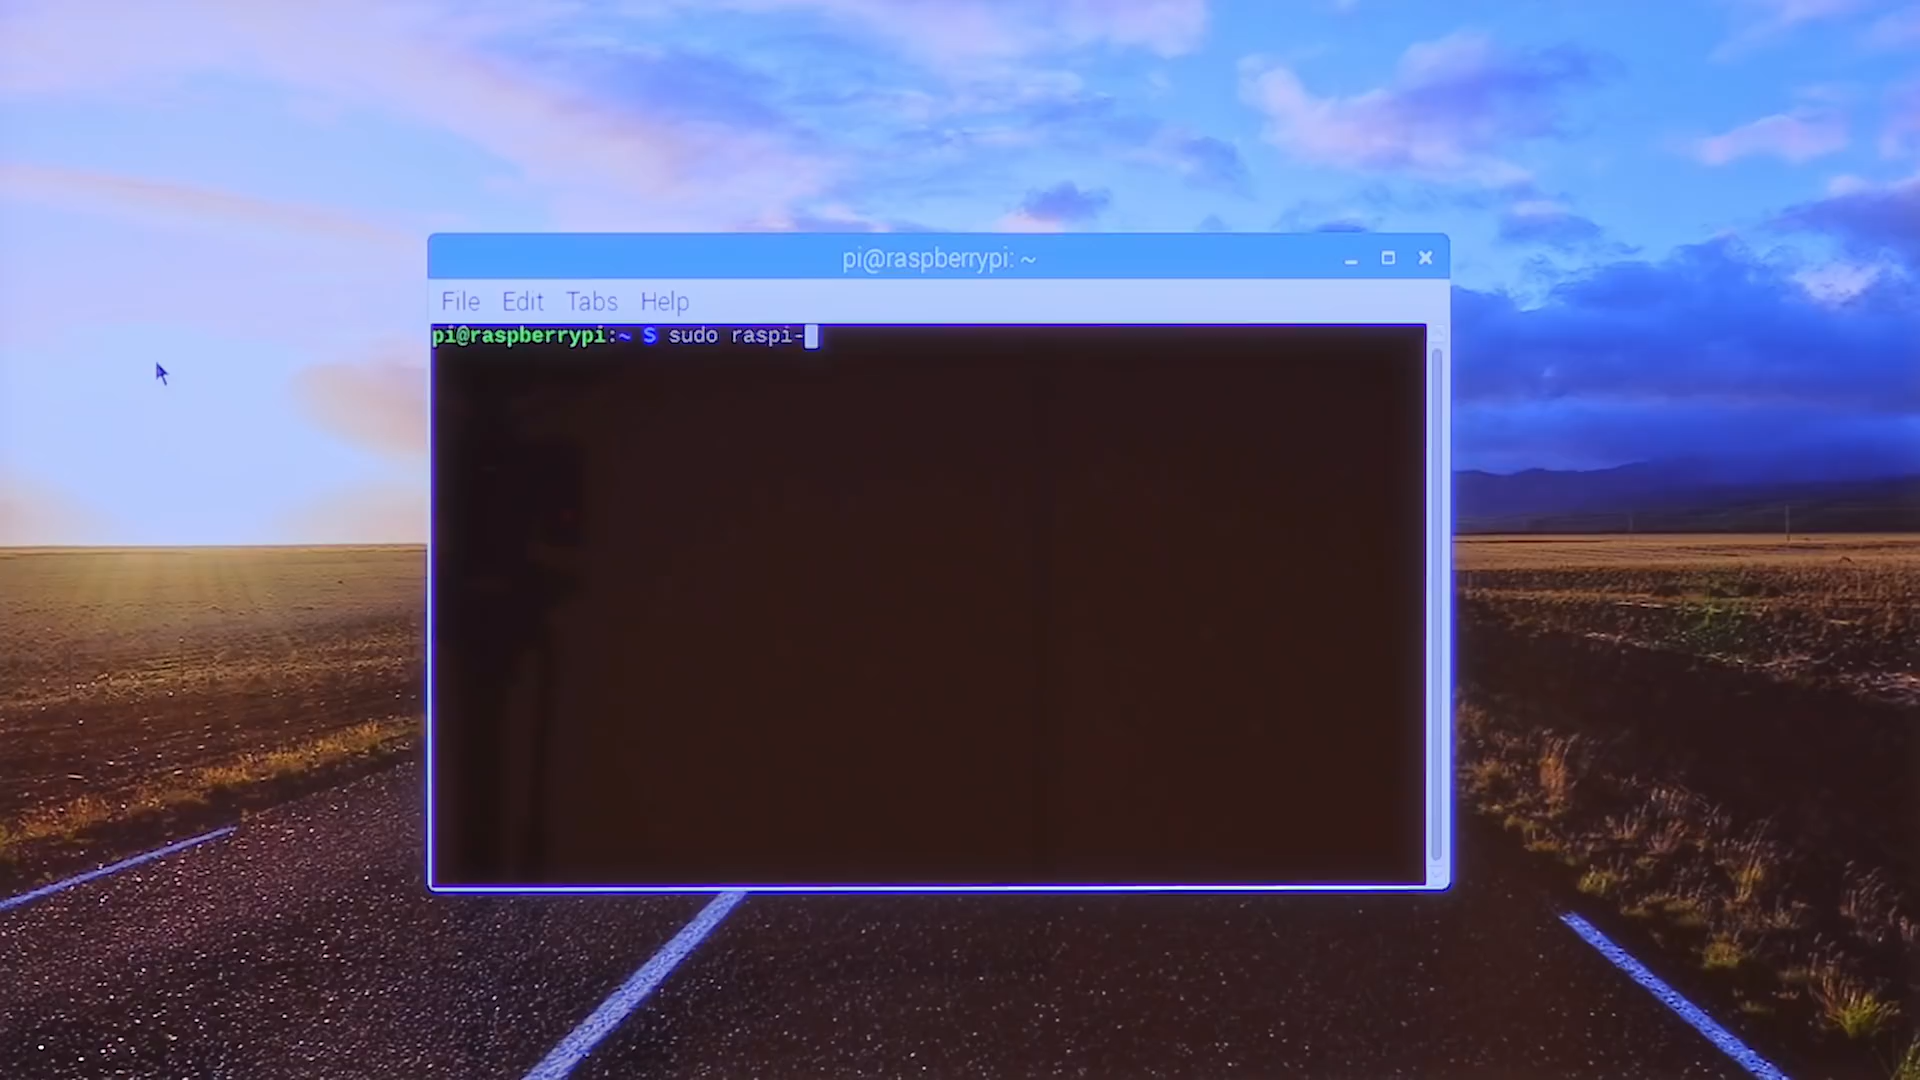 pi@raspberrypi: ~
File Edit Tabs Help
pi@raspberrypi:~ $ sudo raspi-